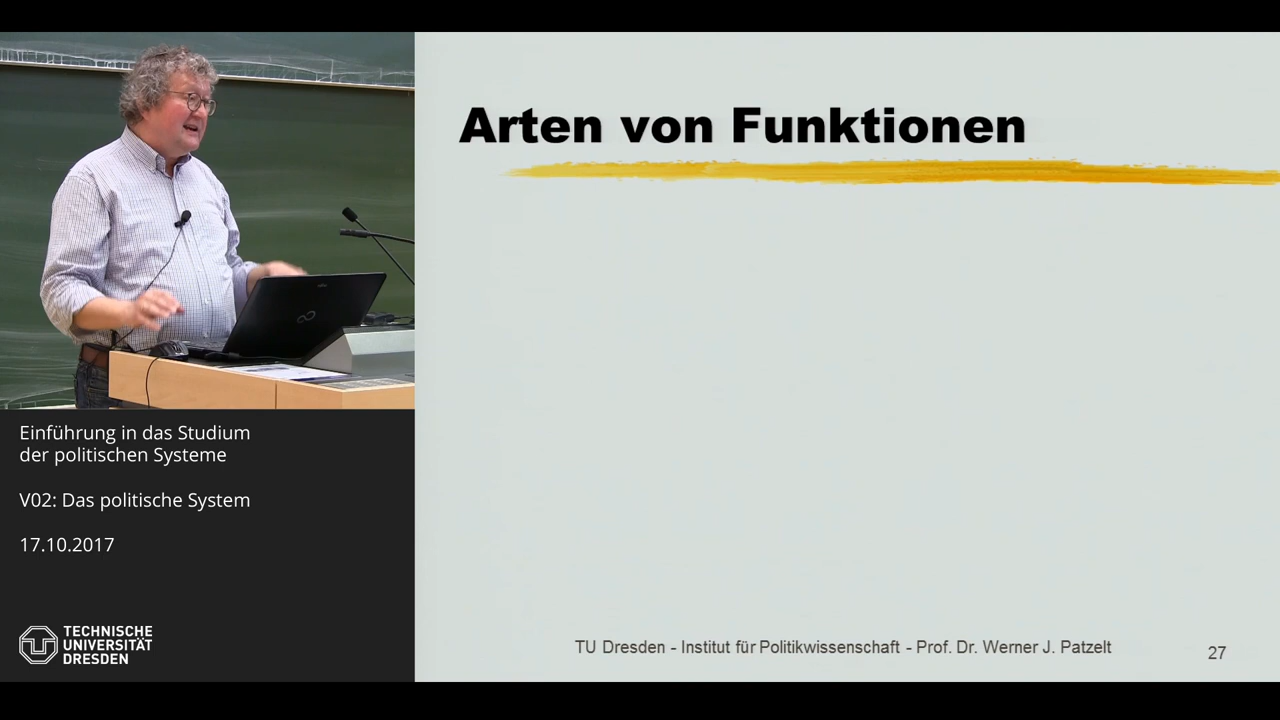 Arten von Funktionen
Einführung in das Studium
der politischen Systeme
V02: Das politische System
17.10.2017
TECHNISCHE
UNIVERSITÄT
DRESDEN
TU Dresden - Institut für Politikwissenschaft - Prof. Dr. Werner J. Patzelt
27